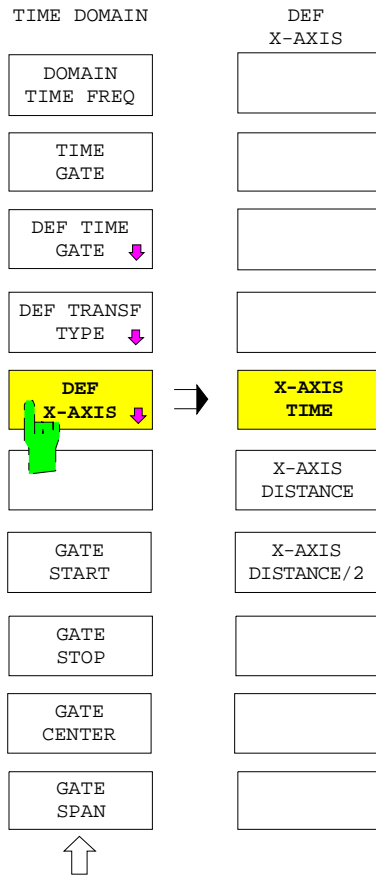 TIME DOMAIN
DOMAIN
TIME FREQ
TIME
GATE
DEF TIME
GATE
DEF TRANSF
TYPE
DEF
X-AXIS
GATE
START
GATE
STOP
GATE
CENTER
GATE
SPAN
DEF
X-AXIS
X-AXIS
TIME
X-AXIS
DISTANCE
X-AXIS
DISTANCE/2